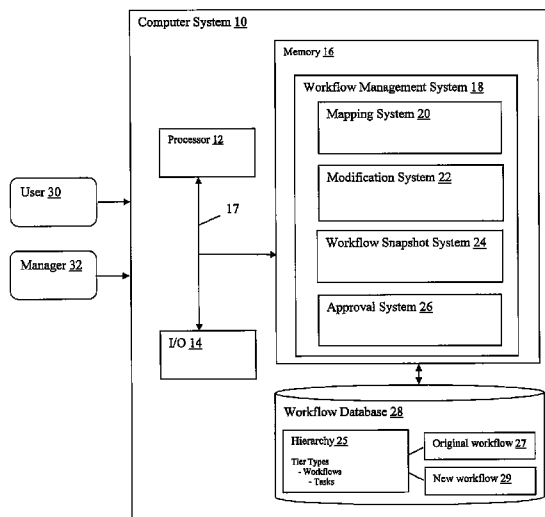 Computer System 10
Memory 16
Workflow Management System 18
Mapping System 20
Processor 12
Modification System 22
User 30
17
Workflow Snapshot System 24
Manager 32
Approval System 26
I/O 14
Workflow Database 28
Hierarchy 25
Tier Types
- Workflows
- Tasks
Original workflow 27
New workflow 29